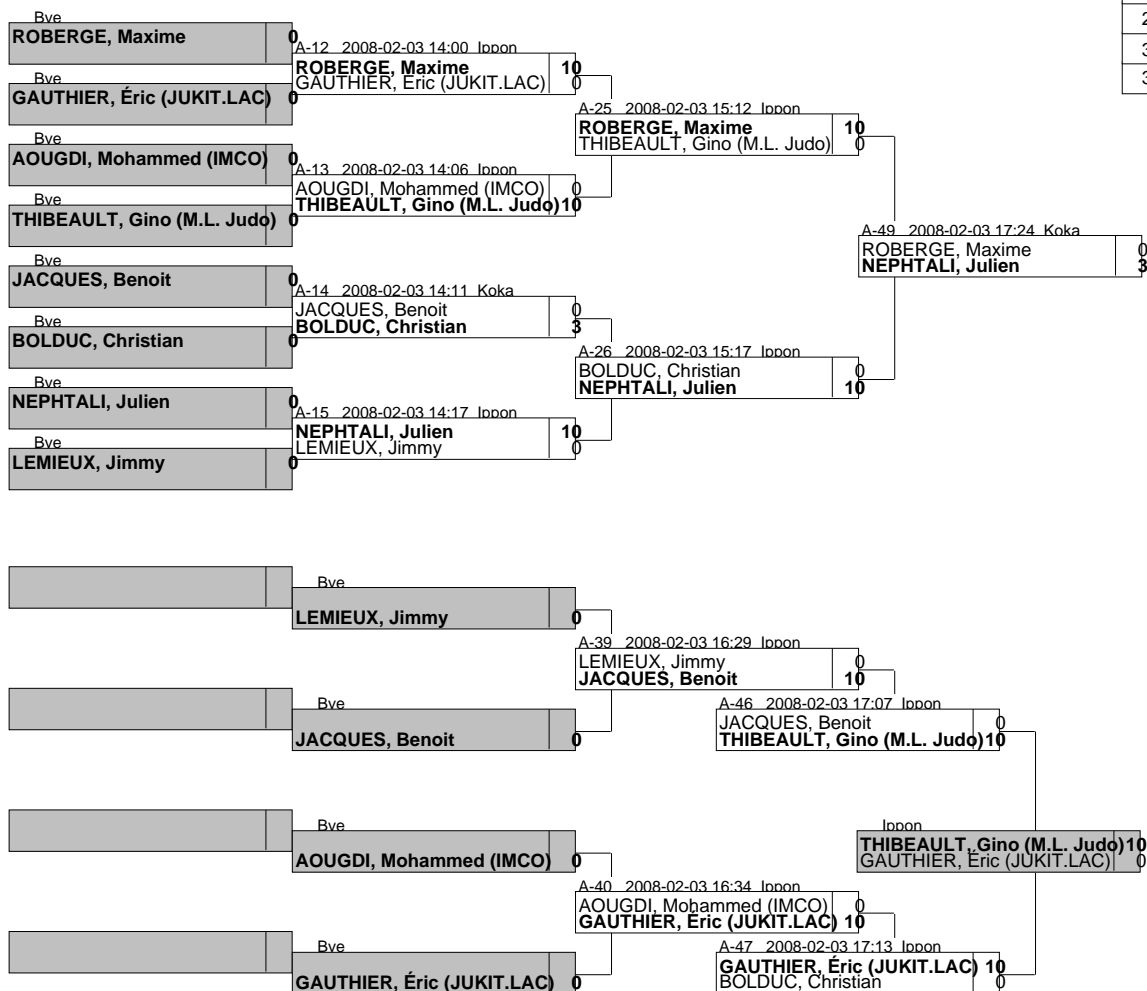 Bye
ROBERGE, Maxime 0
Bye
GAUTHIER, Éric (JUKIT.LAC) 0
Bye
AOUGDI, Mohammed (IMCO) 0
Bye
THIBEAULT, Gino (M.L. Judo) 0
Bye
JACQUES, Benoit 0
Bye
BOLDUC, Christian 0
Bye
NEPHTALI, Julien 0
Bye
LEMIEUX, Jimmy 0
A-12 2008-02-03 14:00 Ippon
ROBERGE, Maxime 10
GAUTHIER, Éric (JUKIT.LAC) 0
A-13 2008-02-03 14:06 Ippon
AOUGDI, Mohammed (IMCO) 0
THIBEAULT, Gino (M.L. Judo) 10
A-14 2008-02-03 14:11 Koka
JACQUES, Benoit 0
BOLDUC, Christian 3
A-15 2008-02-03 14:17 Ippon
NEPHTALI, Julien 10
LEMIEUX, Jimmy 0
A-25 2008-02-03 15:12 Ippon
ROBERGE, Maxime 10
THIBEAULT, Gino (M.L. Judo) 0
A-26 2008-02-03 15:17 Ippon
BOLDUC, Christian 0
NEPHTALI, Julien 10
A-49 2008-02-03 17:24 Koka
ROBERGE, Maxime 0
NEPHTALI, Julien 3
2
3
3
Bye
LEMIEUX, Jimmy 0
Bye
JACQUES, Benoit 0
Bye
AOUGDI, Mohammed (IMCO) 0
Bye
GAUTHIER, Éric (JUKIT.LAC) 0
A-39 2008-02-03 16:29 Ippon
LEMIEUX, Jimmy 0
JACQUES, Benoit 10
A-40 2008-02-03 16:34 Ippon
AOUGDI, Mohammed (IMCO) 0
GAUTHIER, Éric (JUKIT.LAC) 10
A-46 2008-02-03 17:07 Ippon
JACQUES, Benoit 0
THIBEAULT, Gino (M.L. Judo) 10
A-47 2008-02-03 17:13 Ippon
GAUTHIER, Éric (JUKIT.LAC) 10
BOLDUC, Christian 0
Ippon
THIBEAULT, Gino (M.L. Judo) 10
GAUTHIER, Éric (JUKIT.LAC) 0